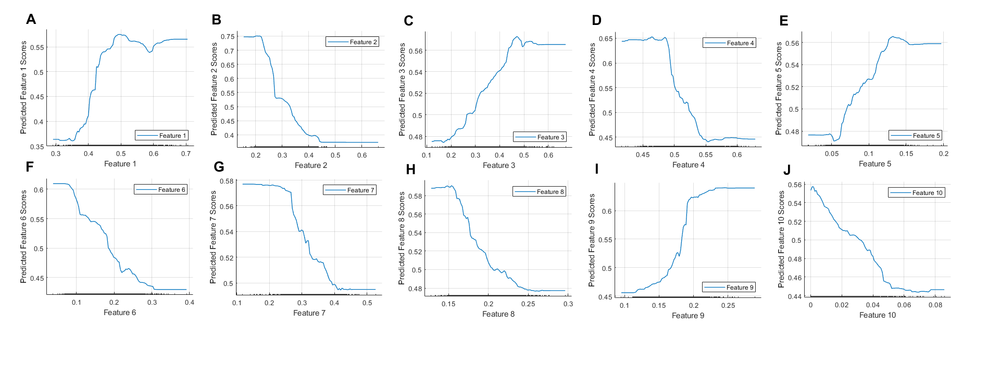 A
Predicted Feature 1 Scores
0.55
0.5
0.45
0.4
0.35
0.3 0.4 0.5 0.6 0.7
Feature 1
Feature 1
B
Predicted Feature 2 Scores
0.75
0.7
0.65
0.6
0.55
0.5
0.45
0.4
0.2 0.3 0.4 0.5 0.6
Feature 2
Feature 2
C
Predicted Feature 3 Scores
0.56
0.54
0.52
0.5
0.48
0.1 0.2 0.3 0.4 0.5 0.6
Feature 3
Feature 3
D
Predicted Feature 4 Scores
0.65
0.6
0.55
0.5
0.45
0.45 0.5 0.55 0.6
Feature 4
Feature 4
E
Predicted Feature 5 Scores
0.56
0.54
0.52
0.5
0.48
0.05 0.1 0.15 0.2
Feature 5
Feature 5
F
Predicted Feature 6 Scores
0.6
0.55
0.5
0.45
0.1 0.2 0.3 0.4
Feature 6
Feature 6
G
Predicted Feature 7 Scores
0.58
0.56
0.54
0.52
0.5
0.1 0.2 0.3 0.4 0.5
Feature 7
Feature 7
H
Predicted Feature 8 Scores
0.58
0.56
0.54
0.52
0.5
0.48
0.15 0.2 0.25 0.3
Feature 8
Feature 8
I
Predicted Feature 9 Scores
0.6
0.55
0.5
0.45
0.1 0.15 0.2 0.25
Feature 9
Feature 9
J
Predicted Feature 10 Scores
0.56
0.54
0.52
0.5
0.48
0.46
0.44
0 0.02 0.04 0.06 0.08
Feature 10
Feature 10